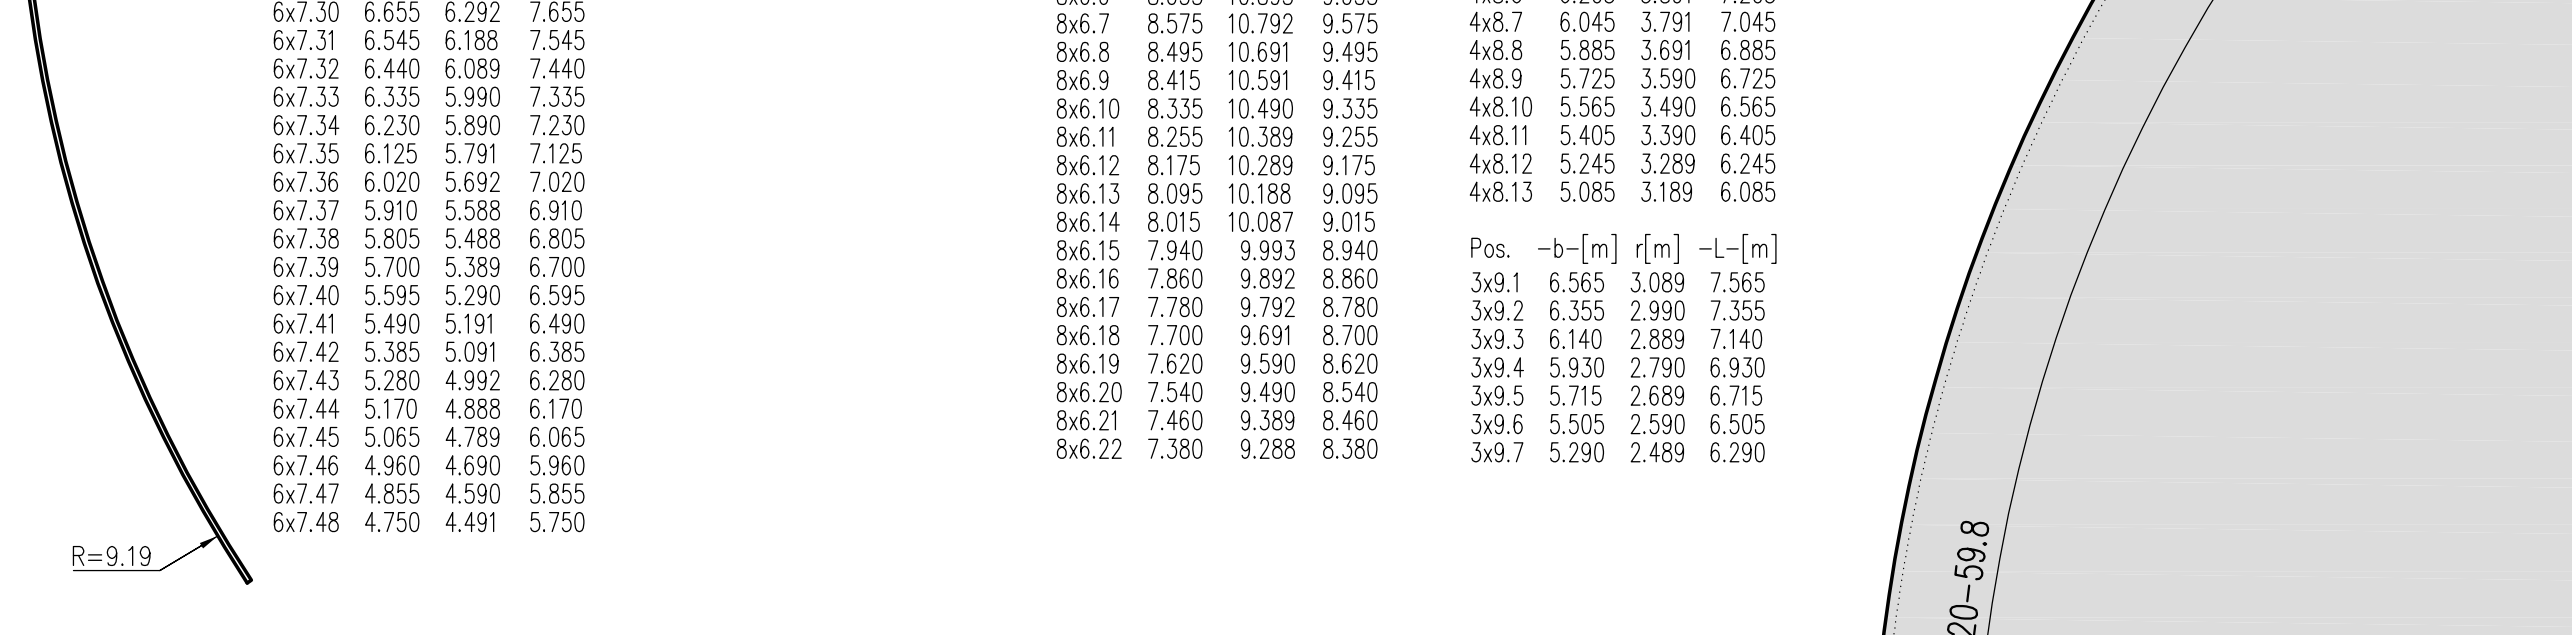 6x7.30 6.655 6.292 7.655
6x7.31 6.545 6.188 7.545
6x7.32 6.440 6.089 7.440
6x7.33 6.335 5.990 7.335
6x7.34 6.230 5.890 7.230
6x7.35 6.125 5.791 7.125
6x7.36 6.020 5.692 7.020
6x7.37 5.910 5.588 6.910
6x7.38 5.805 5.488 6.805
6x7.39 5.700 5.389 6.700
6x7.40 5.595 5.290 6.595
6x7.41 5.490 5.191 6.490
6x7.42 5.385 5.091 6.385
6x7.43 5.280 4.992 6.280
6x7.44 5.170 4.888 6.170
6x7.45 5.065 4.789 6.065
6x7.46 4.960 4.690 5.960
6x7.47 4.855 4.590 5.855
6x7.48 4.750 4.491 5.750
R=9.19
8x6.7 8.575 10.792 9.575
8x6.8 8.495 10.691 9.495
8x6.9 8.415 10.591 9.415
8x6.10 8.335 10.490 9.335
8x6.11 8.255 10.389 9.255
8x6.12 8.175 10.289 9.175
8x6.13 8.095 10.188 9.095
8x6.14 8.015 10.087 9.015
8x6.15 7.940 9.993 8.940
8x6.16 7.860 9.892 8.860
8x6.17 7.780 9.792 8.780
8x6.18 7.700 9.691 8.700
8x6.19 7.620 9.590 8.620
8x6.20 7.540 9.490 8.540
8x6.21 7.460 9.389 8.460
8x6.22 7.380 9.288 8.380
4x8.7 6.045 3.791 7.045
4x8.8 5.885 3.691 6.885
4x8.9 5.725 3.590 6.725
4x8.10 5.565 3.490 6.565
4x8.11 5.405 3.390 6.405
4x8.12 5.245 3.289 6.245
4x8.13 5.085 3.189 6.085
Pos. -b-[m] r[m] -L-[m]
3x9.1 6.565 3.089 7.565
3x9.2 6.355 2.990 7.355
3x9.3 6.140 2.889 7.140
3x9.4 5.930 2.790 6.930
3x9.5 5.715 2.689 6.715
3x9.6 5.505 2.590 6.505
3x9.7 5.290 2.489 6.290
20-59.8